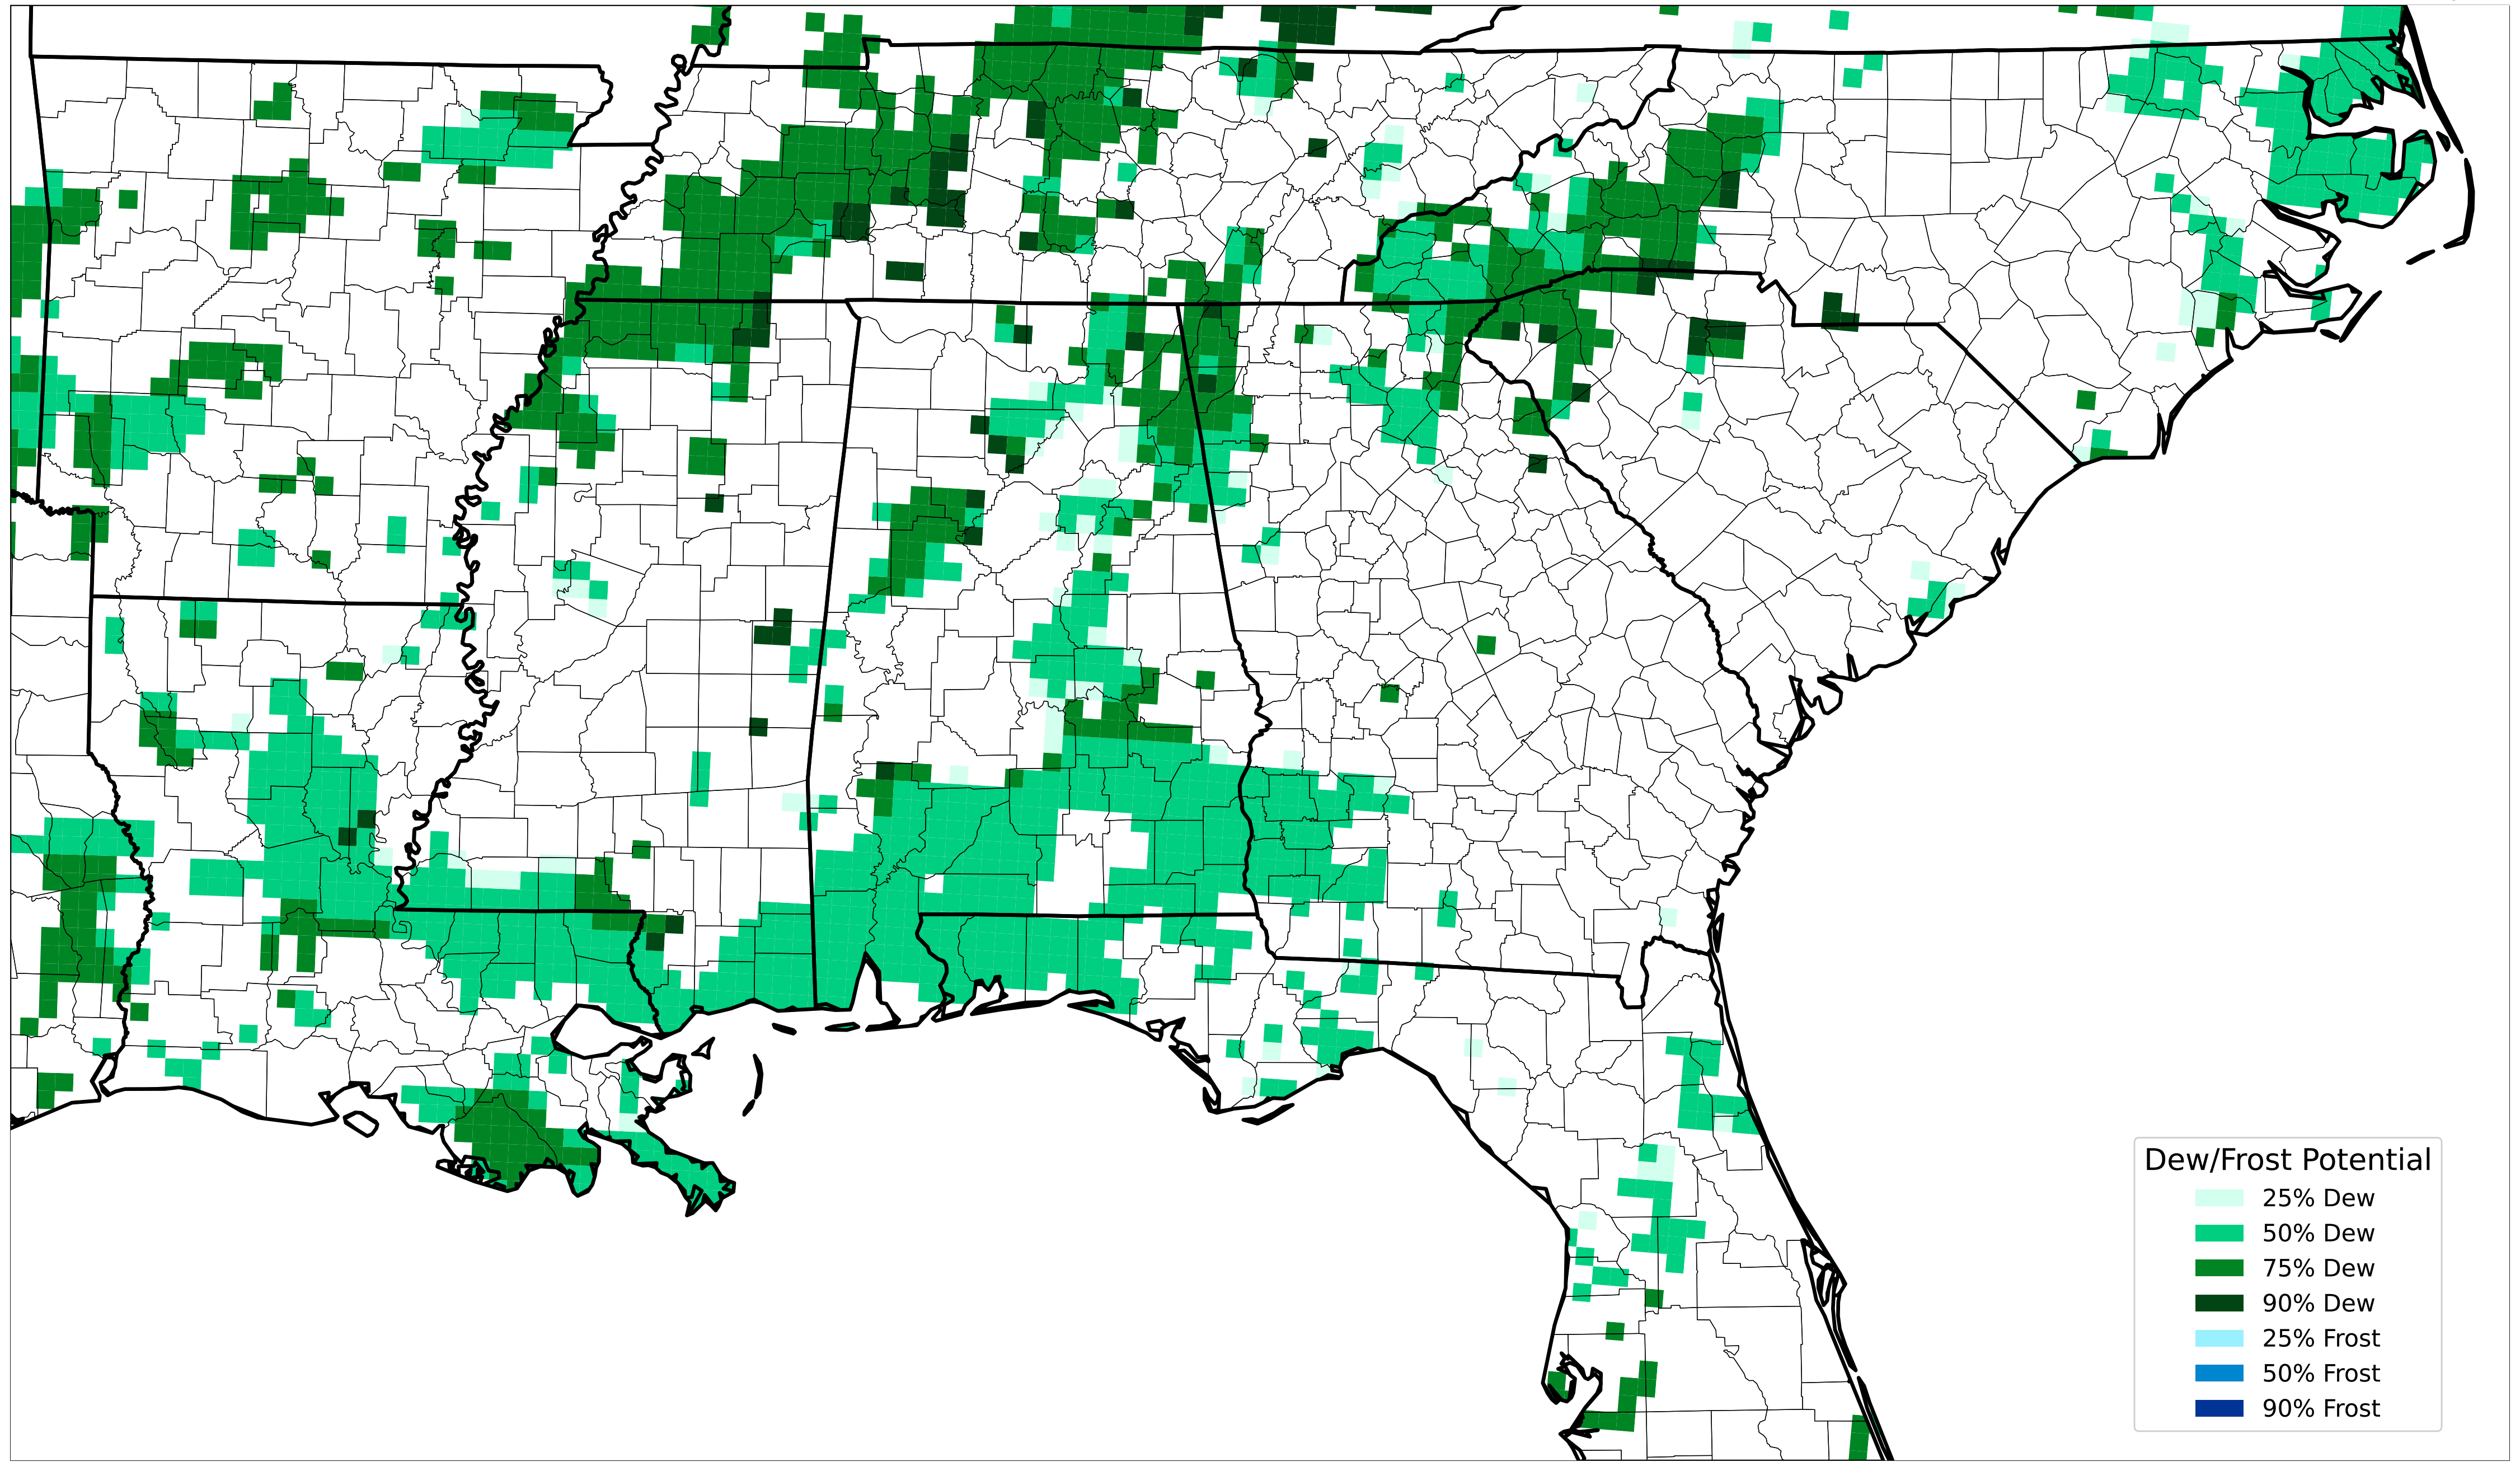 Dew/Frost Potential
25% Dew
50% Dew
75% Dew
90% Dew
25% Frost
50% Frost
90% Frost